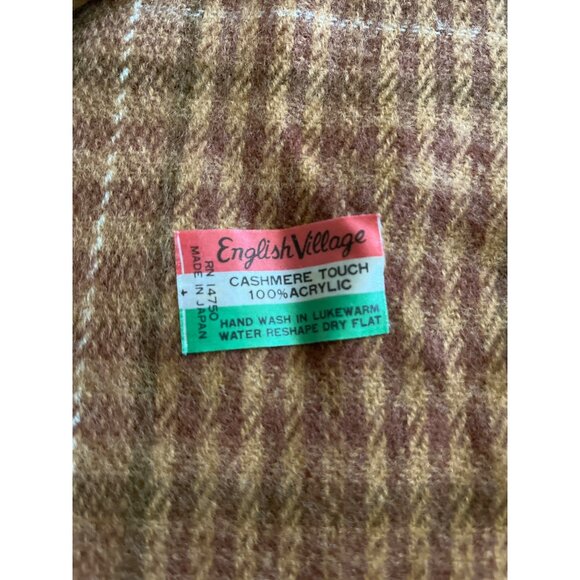 English Village
CASHMERE TOUCH
100% ACRYLIC
HAND WASH IN LUKEWARM
WATER RESHAPE DRY FLAT
RN 14750
MADE IN JAPAN